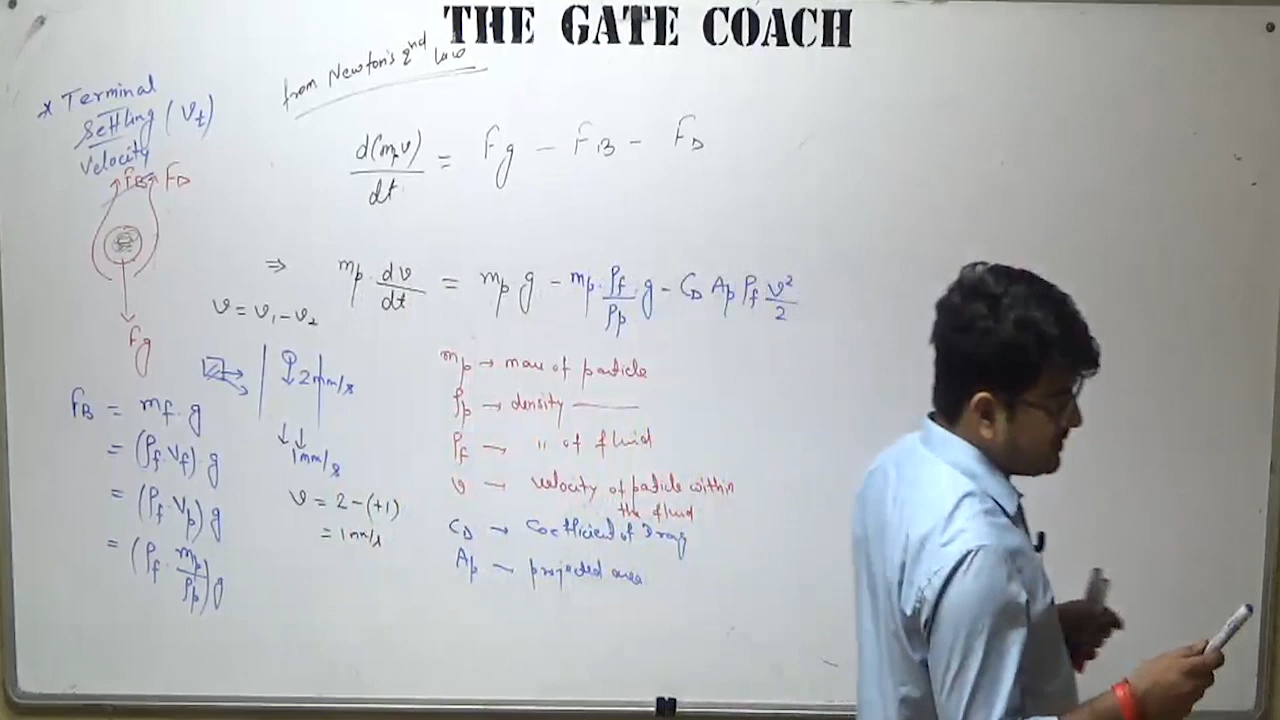 THE GATE COACH
from Newton's 2nd law
* Terminal
Settling (Vt)
Velocity
FB FD
Fg
d(mpv)/dt = Fg - FB - FD
⇒ mp · dv/dt = mp g - mp · ρf/ρp · g - CD Ap ρf v²/2
v = v₁ - v₂
2mm/s
1mm/s
v = 2-(+1)
= 1mm/s
FB = mf · g
= (ρf · Vf) · g
= (ρf · Vp) g
= (ρf · mp/ρp) g
mp → mass of particle
ρp → density ——
ρf → " of fluid
v → velocity of particle within
the fluid
CD → Coefficient of Drag
Ap → projected area